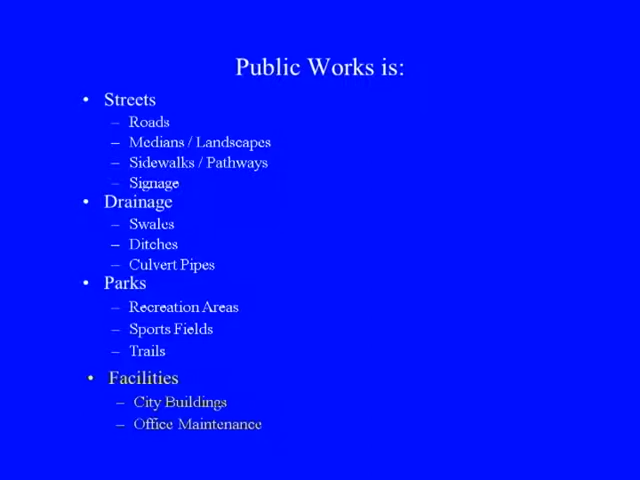 Public Works is:
• Streets
– Roads
– Medians / Landscapes
– Sidewalks / Pathways
– Signage
• Drainage
– Swales
– Ditches
– Culvert Pipes
• Parks
– Recreation Areas
– Sports Fields
– Trails
• Facilities
– City Buildings
– Office Maintenance